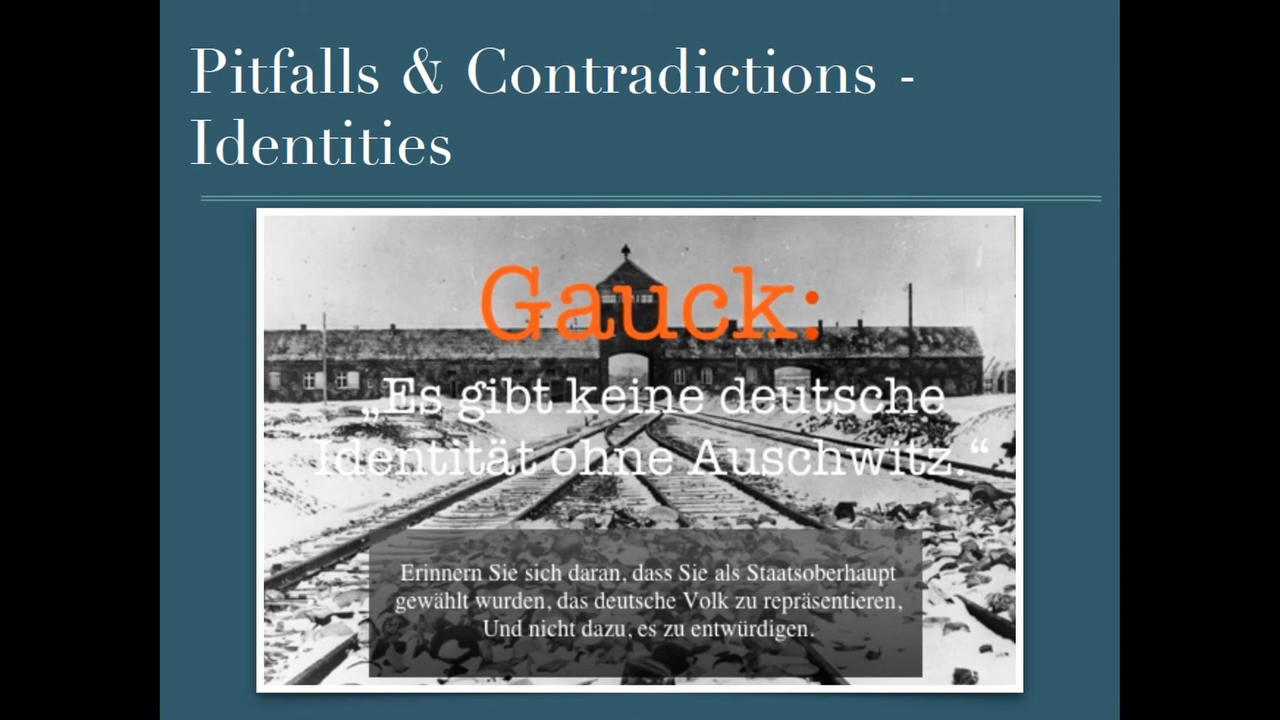 Pitfalls & Contradictions -
Identities
Gauck:
„Es gibt keine deutsche
Identität ohne Auschwitz.“
Erinnern Sie sich daran, dass Sie als Staatsoberhaupt
gewählt wurden, das deutsche Volk zu repräsentieren,
Und nicht dazu, es zu entwürdigen.